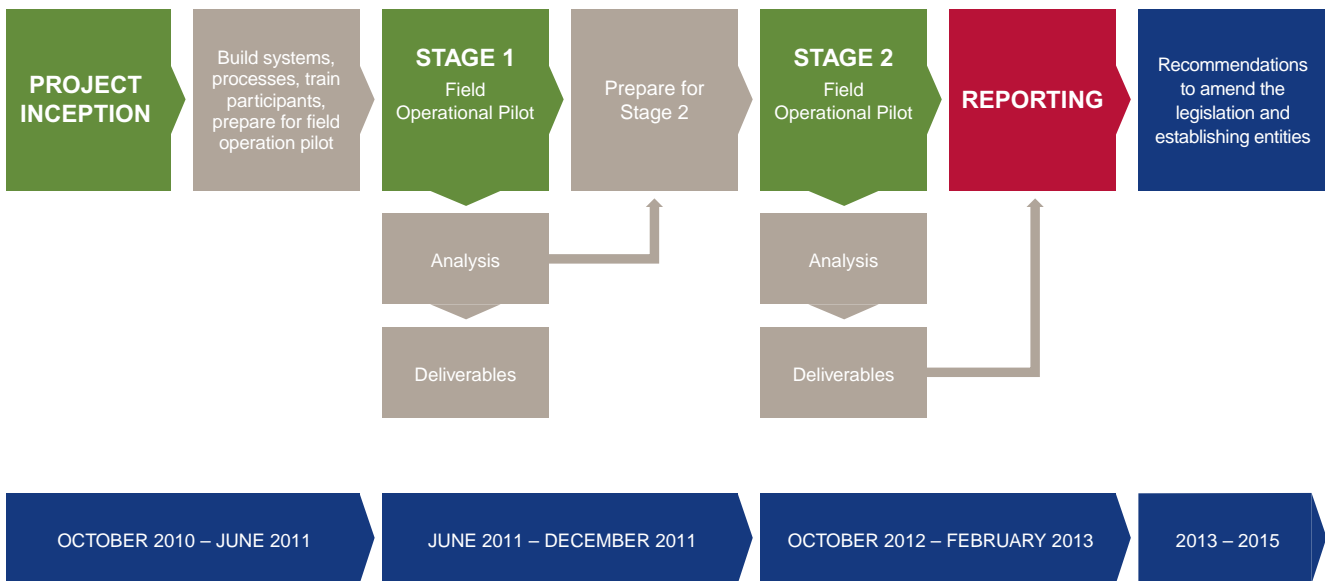 PROJECT
INCEPTION
Build systems,
processes, train
participants,
prepare for field
operation pilot
STAGE 1
Field
Operational Pilot
Prepare for
Stage 2
STAGE 2
Field
Operational Pilot
REPORTING
Recommendations
to amend the
legislation and
establishing entities
Analysis
Analysis
Deliverables
Deliverables
OCTOBER 2010 – JUNE 2011
JUNE 2011 – DECEMBER 2011
OCTOBER 2012 – FEBRUARY 2013
2013 – 2015